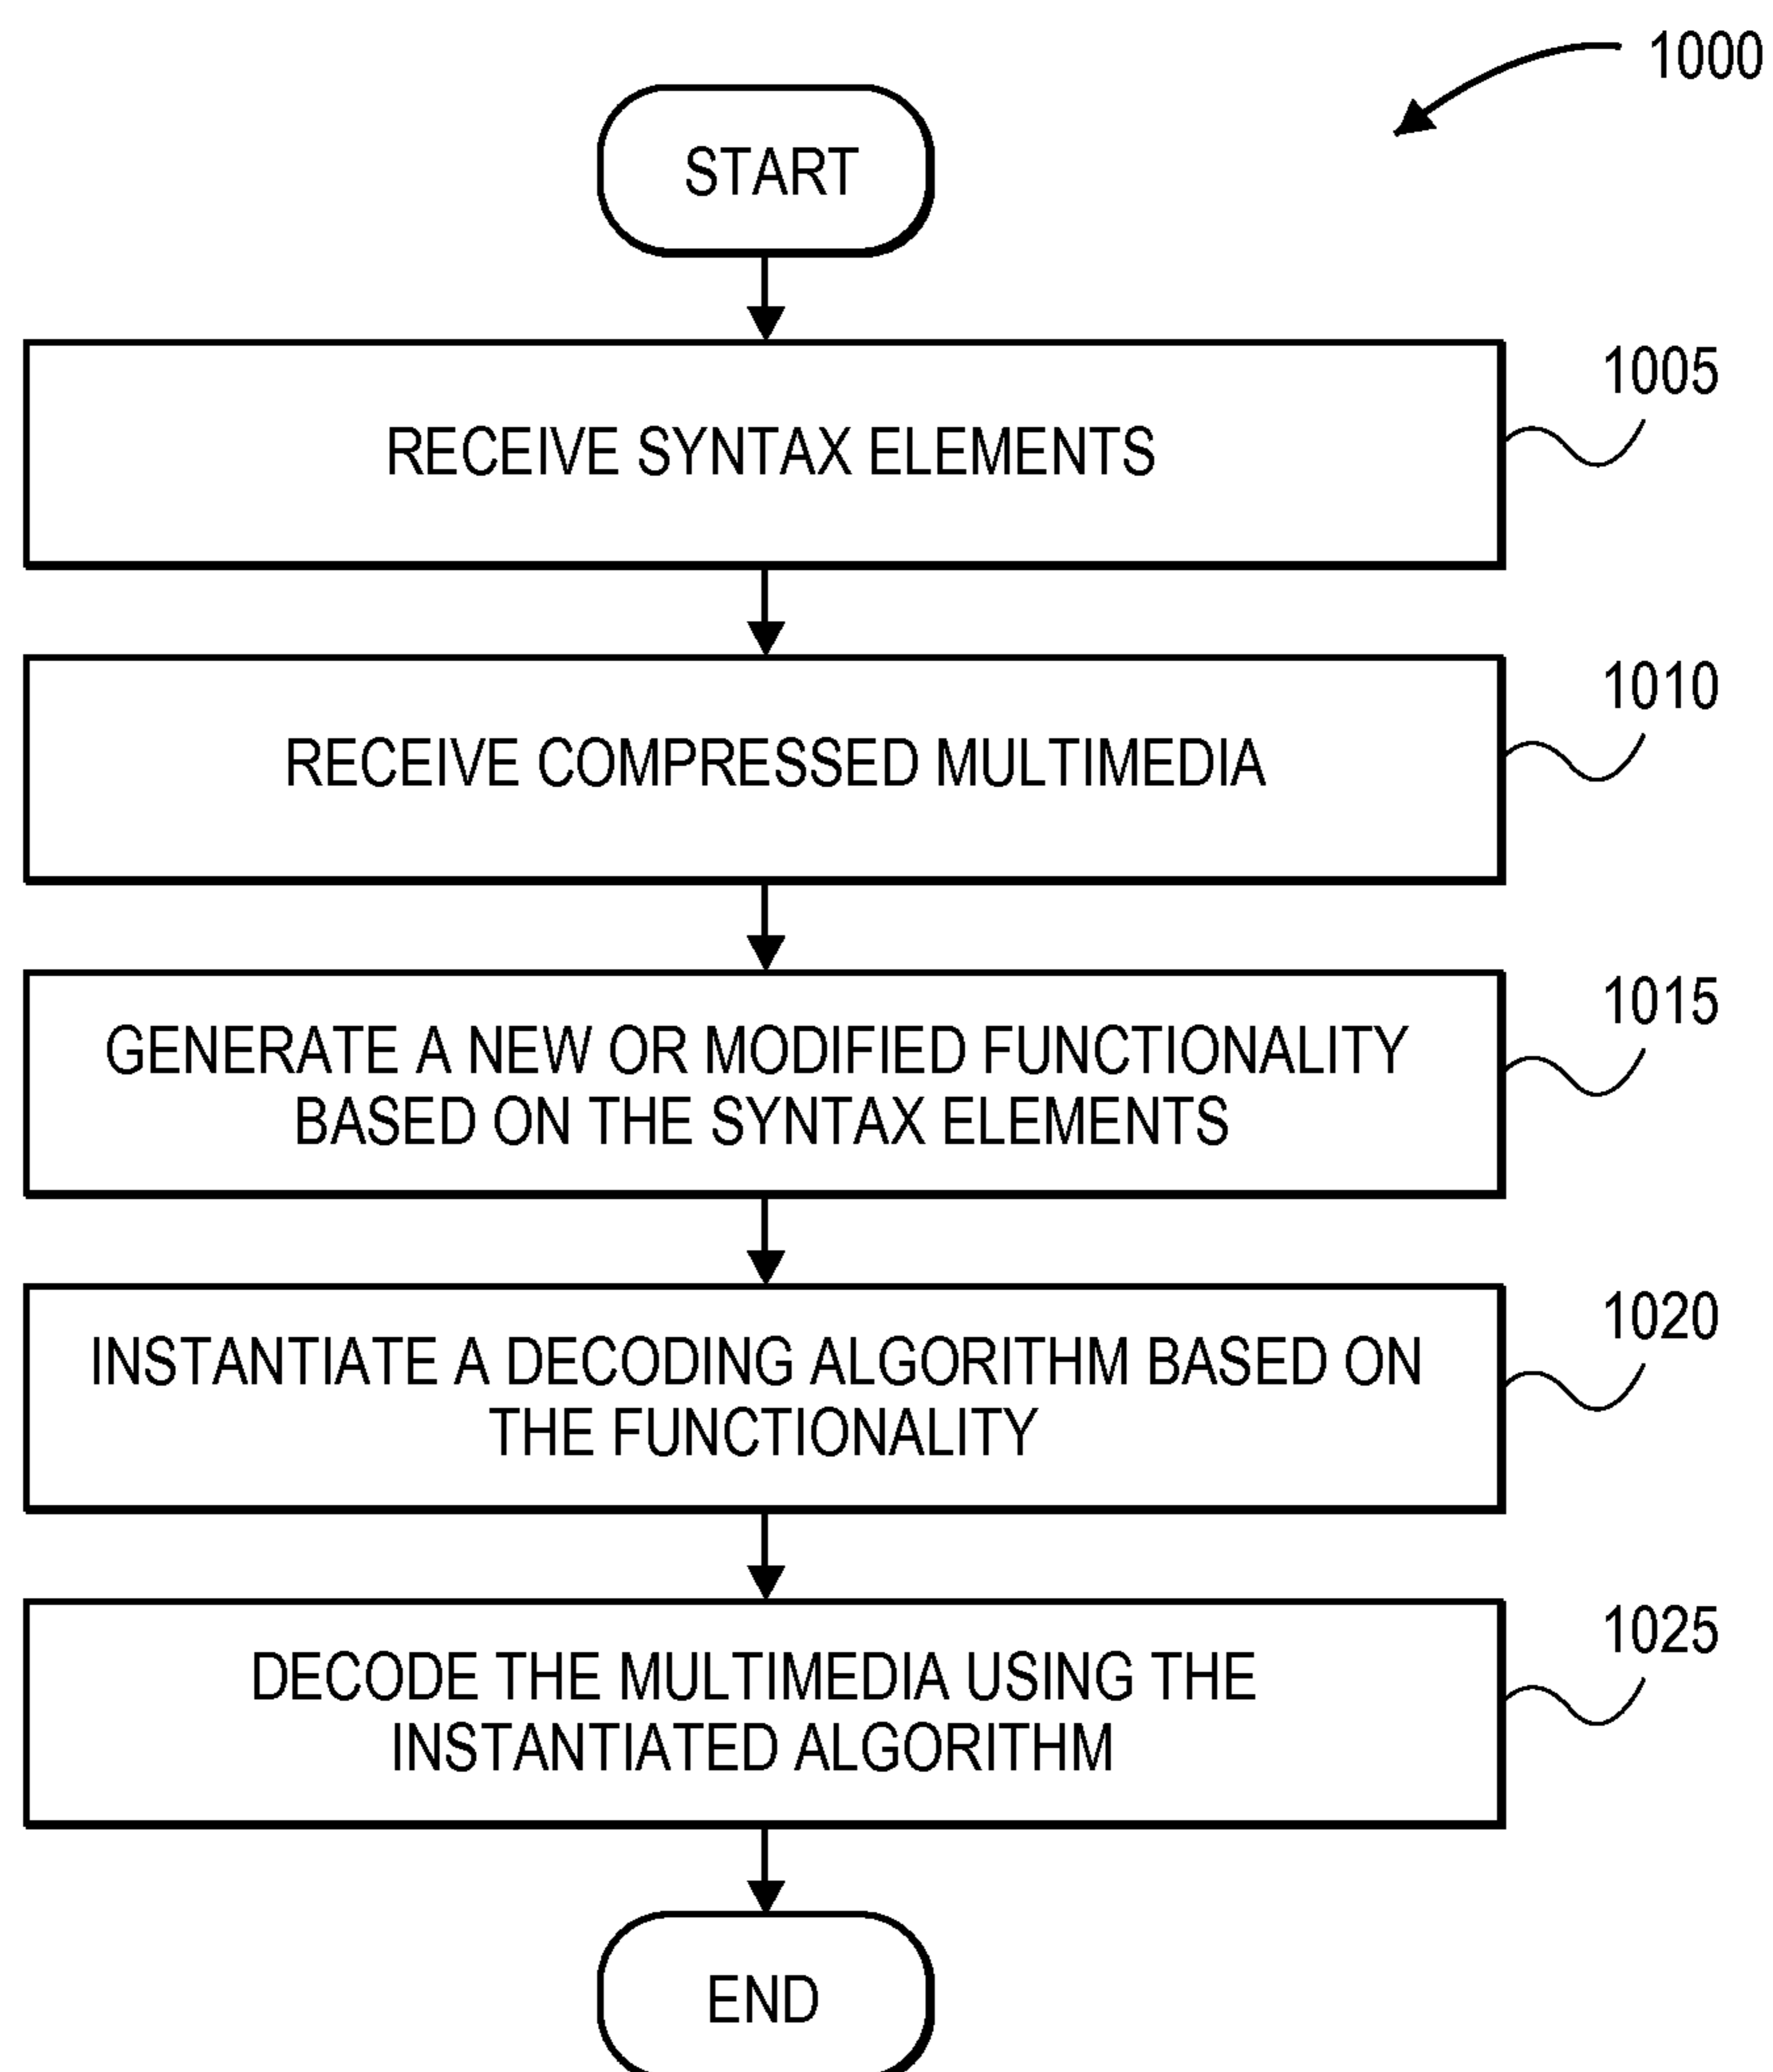 1000
START
1005
RECEIVE SYNTAX ELEMENTS
1010
RECEIVE COMPRESSED MULTIMEDIA
1015
GENERATE A NEW OR MODIFIED FUNCTIONALITY
BASED ON THE SYNTAX ELEMENTS
1020
INSTANTIATE A DECODING ALGORITHM BASED ON
THE FUNCTIONALITY
1025
DECODE THE MULTIMEDIA USING THE
INSTANTIATED ALGORITHM
END